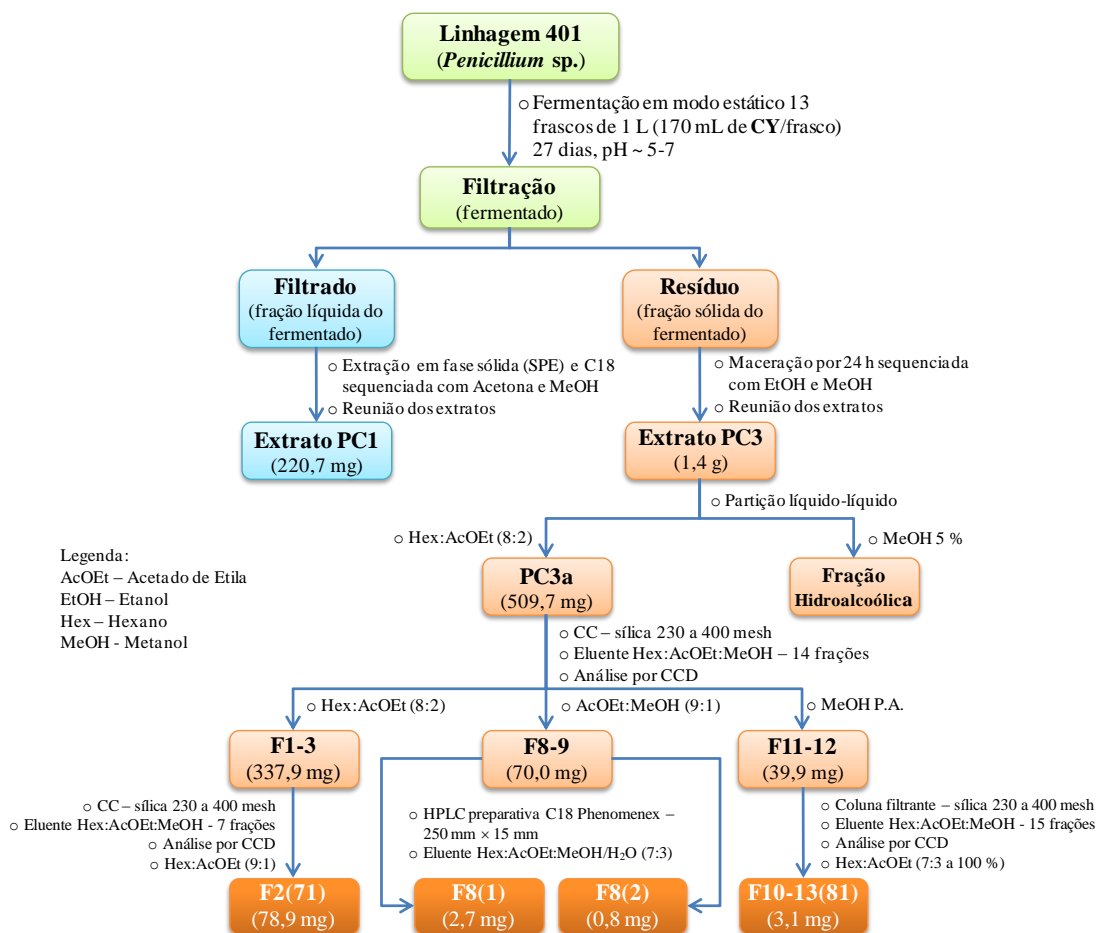 Linhagem 401
(Penicillium sp.)
o Fermentação em modo estático 13
frascos de 1 L (170 mL de CY/frasco)
27 dias, pH ~ 5-7
Filtração
(fermentado)
Filtrado
(fração líquida do
fermentado)
Resíduo
(fração sólida do
fermentado)
o Extração em fase sólida (SPE) e C18
sequenciada com Acetona e MeOH
o Reunião dos extratos
o Maceração por 24 h sequenciada
com EtOH e MeOH
o Reunião dos extratos
Extrato PC1
(220,7 mg)
Extrato PC3
(1,4 g)
o Partição líquido-líquido
o Hex:AcOEt (8:2)
o MeOH 5 %
Legenda:
AcOEt – Acetado de Etila
EtOH – Etanol
Hex – Hexano
MeOH - Metanol
PC3a
(509,7 mg)
Fração
Hidroalcoólica
o CC – sílica 230 a 400 mesh
o Eluente Hex:AcOEt:MeOH – 14 frações
o Análise por CCD
o Hex:AcOEt (8:2)
o AcOEt:MeOH (9:1)
o MeOH P.A.
F1-3
(337,9 mg)
F8-9
(70,0 mg)
F11-12
(39,9 mg)
o CC – sílica 230 a 400 mesh
o Eluente Hex:AcOEt:MeOH - 7 frações
o Análise por CCD
o Hex:AcOEt (9:1)
o HPLC preparativa C18 Phenomenex –
250 mm × 15 mm
o Eluente Hex:AcOEt:MeOH/H₂O (7:3)
o Coluna filtrante – sílica 230 a 400 mesh
o Eluente Hex:AcOEt:MeOH - 15 frações
o Análise por CCD
o Hex:AcOEt (7:3 a 100 %)
F2(71)
(78,9 mg)
F8(1)
(2,7 mg)
F8(2)
(0,8 mg)
F10-13(81)
(3,1 mg)